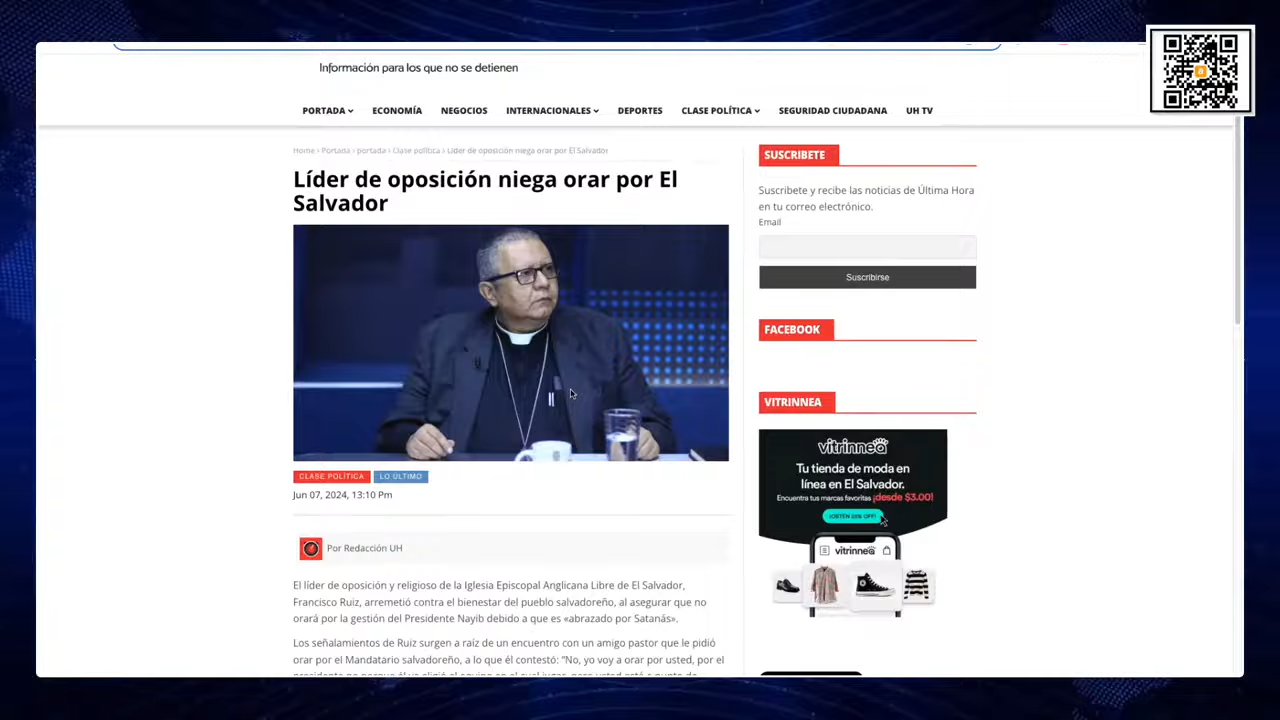 Información para los que no se detienen
PORTADA ECONOMÍA NEGOCIOS INTERNACIONALES DEPORTES CLASE POLÍTICA SEGURIDAD CIUDADANA UH TV
Home › Portada › portada › Clase política › Líder de oposición niega orar por El Salvador
Líder de oposición niega orar por El
Salvador
CLASE POLÍTICA LO ÚLTIMO
Jun 07, 2024, 13:10 Pm
Por Redacción UH
El líder de oposición y religioso de la Iglesia Episcopal Anglicana Libre de El Salvador,
Francisco Ruiz, arremetió contra el bienestar del pueblo salvadoreño, al asegurar que no
orará por la gestión del Presidente Nayib debido a que es «abrazado por Satanás».
Los señalamientos de Ruiz surgen a raíz de un encuentro con un amigo pastor que le pidió
orar por el Mandatario salvadoreño, a lo que él contestó: “No, yo voy a orar por usted, por el
SUSCRIBETE
Suscribete y recibe las noticias de Última Hora
en tu correo electrónico.
Email
Suscribirse
FACEBOOK
VITRINNEA
vitrinnea
Tu tienda de moda en
línea en El Salvador.
Encuentra tus marcas favoritas ¡desde $3.00!
vitrinnea